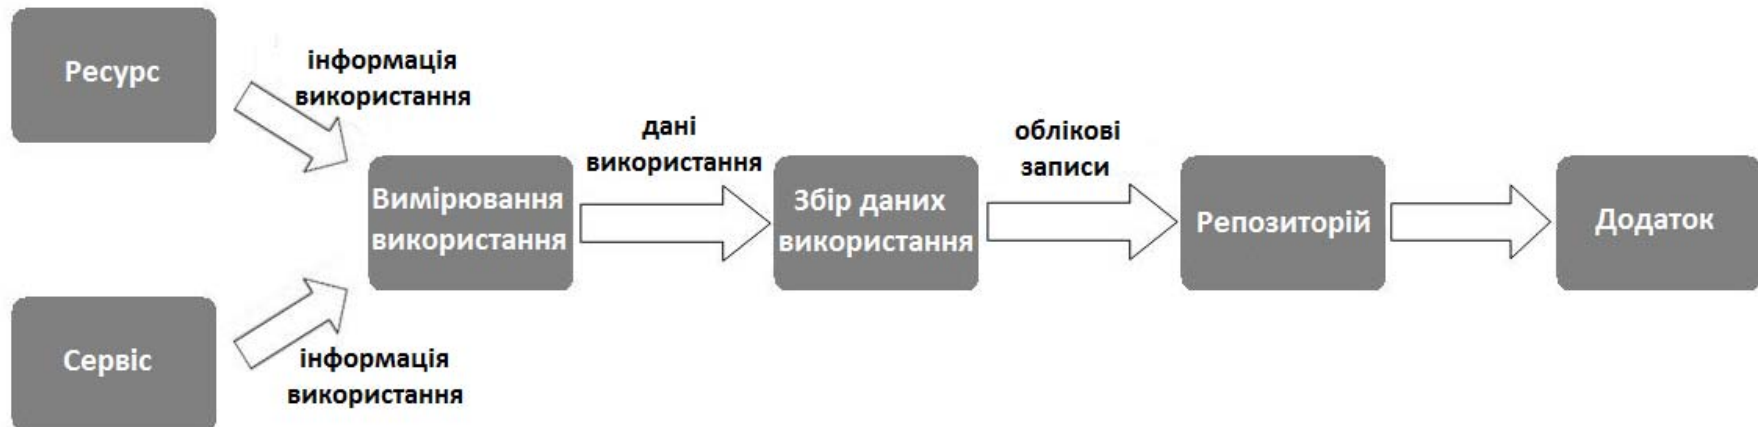 Ресурс
інформація
використання
Вимірювання
використання
дані
використання
Збір даних
використання
облікові
записи
Репозиторій
Додаток
Сервіс
інформація
використання